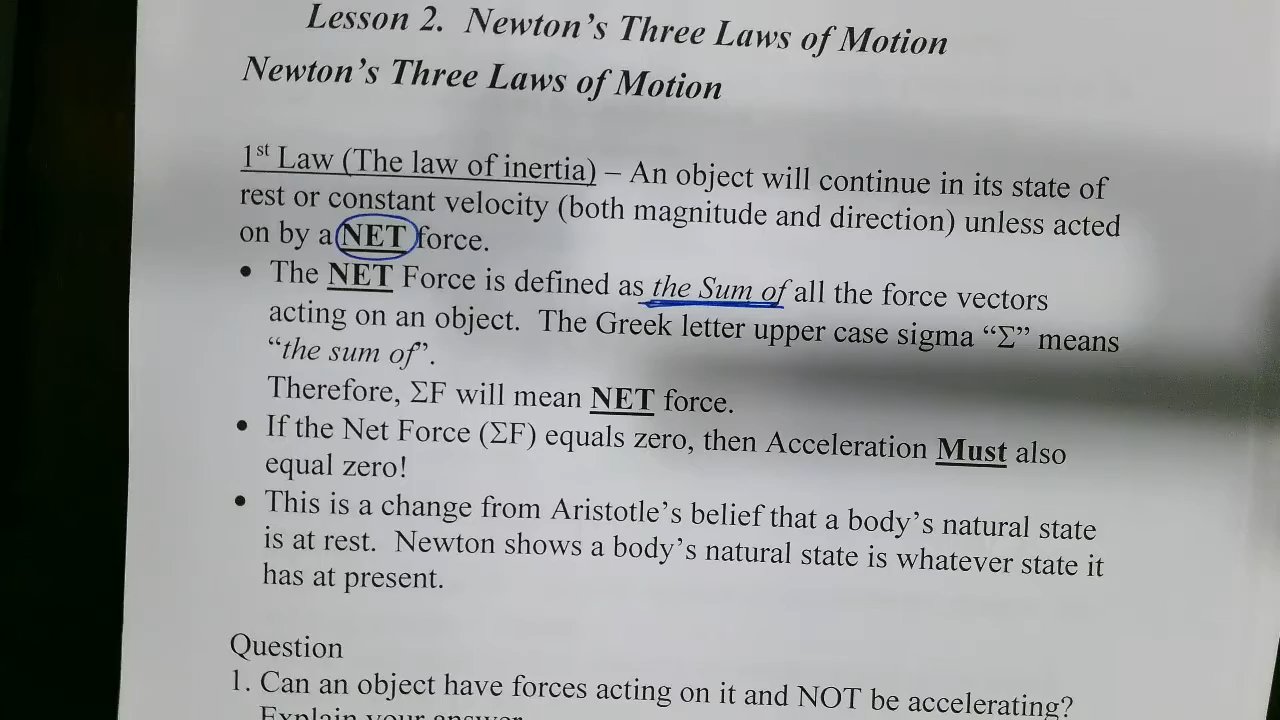 Lesson 2. Newton's Three Laws of Motion
Newton's Three Laws of Motion
1st Law (The law of inertia) – An object will continue in its state of
rest or constant velocity (both magnitude and direction) unless acted
on by a NET force.
• The NET Force is defined as the Sum of all the force vectors
acting on an object. The Greek letter upper case sigma “Σ” means
“the sum of”.
Therefore, ΣF will mean NET force.
• If the Net Force (ΣF) equals zero, then Acceleration Must also
equal zero!
• This is a change from Aristotle's belief that a body's natural state
is at rest. Newton shows a body's natural state is whatever state it
has at present.
Question
1. Can an object have forces acting on it and NOT be accelerating?
Explain your answer